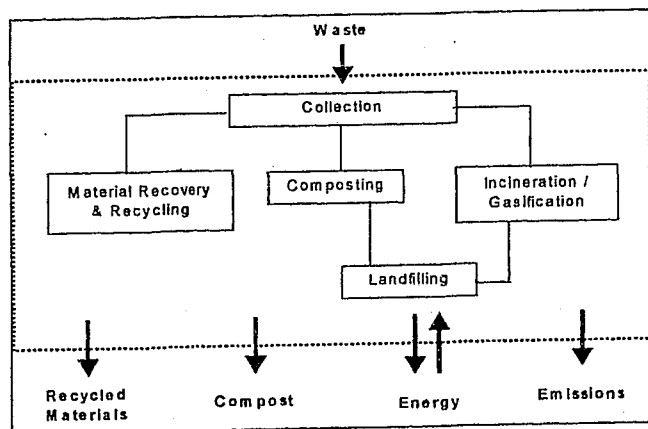 Waste
Collection
Material Recovery
& Recycling
Composting
Incineration /
Gasification
Landfilling
Recycled
Materials
Compost
Energy
Emissions